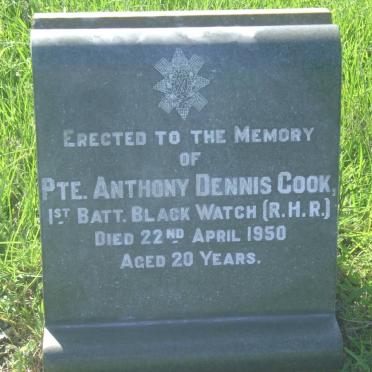 Erected to the Memory
of
Pte. Anthony Dennis Cook,
1st Batt. Black Watch (R.H.R.)
Died 22nd April 1950
Aged 20 Years.